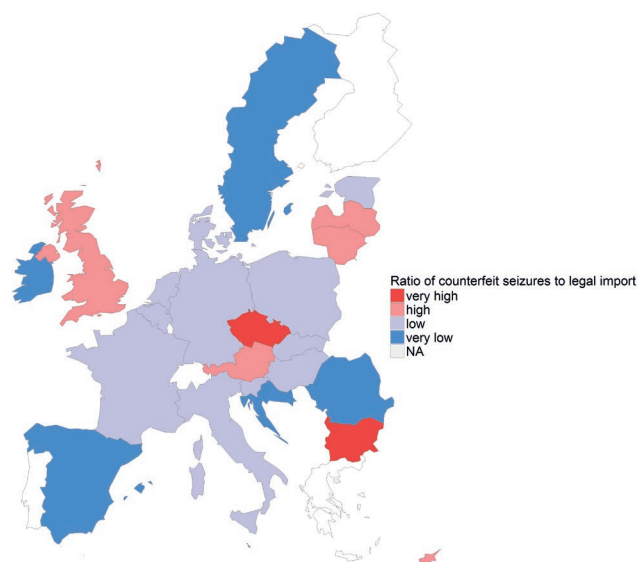 Ratio of counterfeit seizures to legal import
very high
high
low
very low
NA